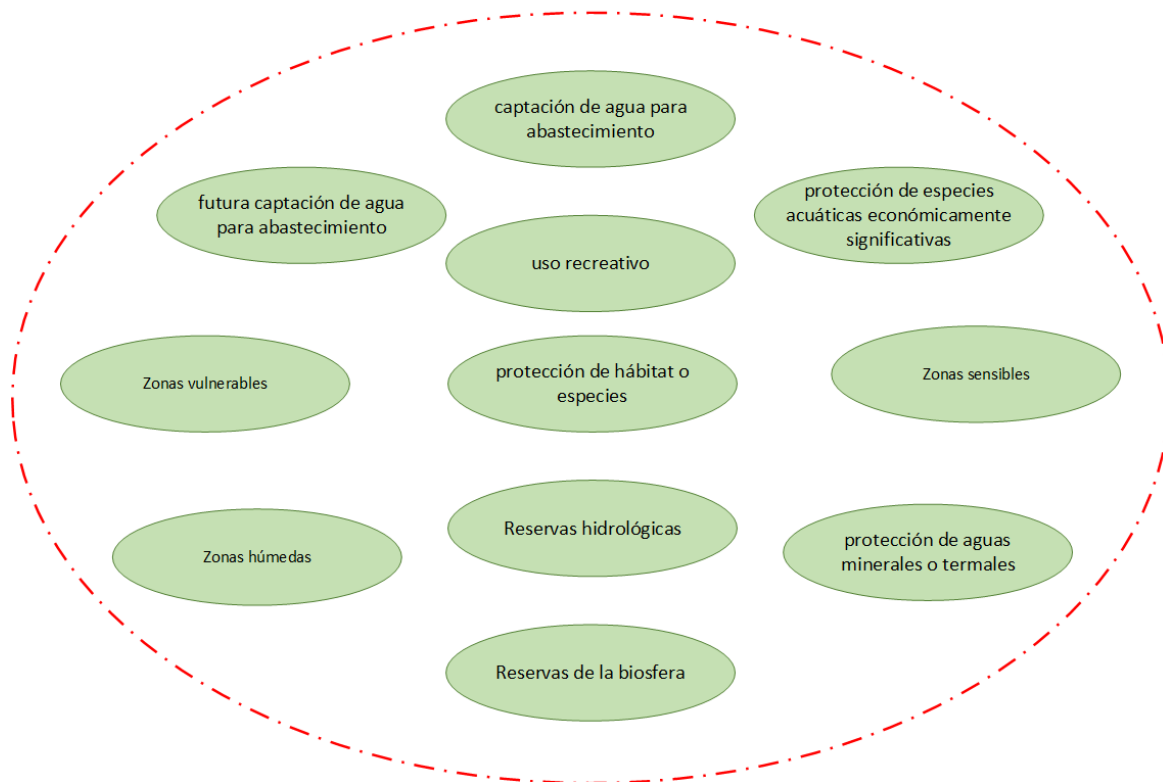 captación de agua para
abastecimiento
futura captación de agua
para abastecimiento
protección de especies
acuáticas económicamente
significativas
uso recreativo
Zonas vulnerables
protección de hábitat o
especies
Zonas sensibles
Zonas húmedas
Reservas hidrológicas
protección de aguas
minerales o termales
Reservas de la biosfera